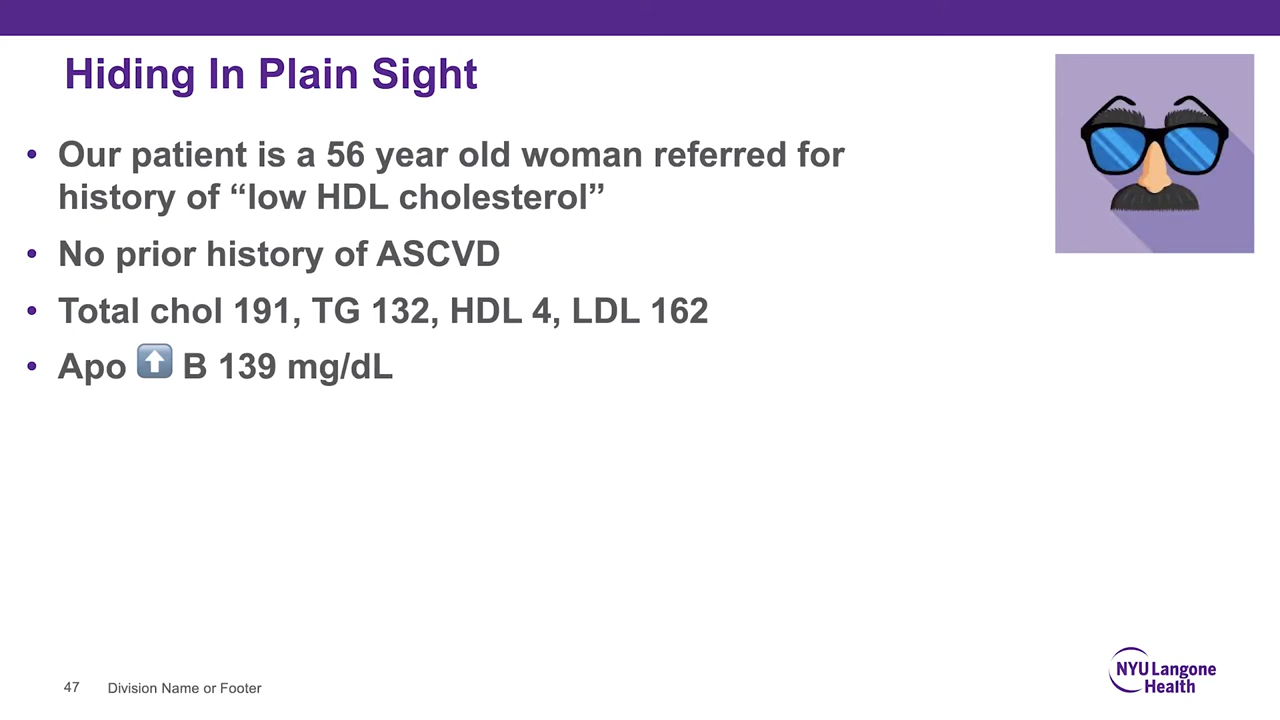 Hiding In Plain Sight
• Our patient is a 56 year old woman referred for
history of “low HDL cholesterol”
• No prior history of ASCVD
• Total chol 191, TG 132, HDL 4, LDL 162
• Apo ⬆️ B 139 mg/dL
47 Division Name or Footer
NYU Langone
Health